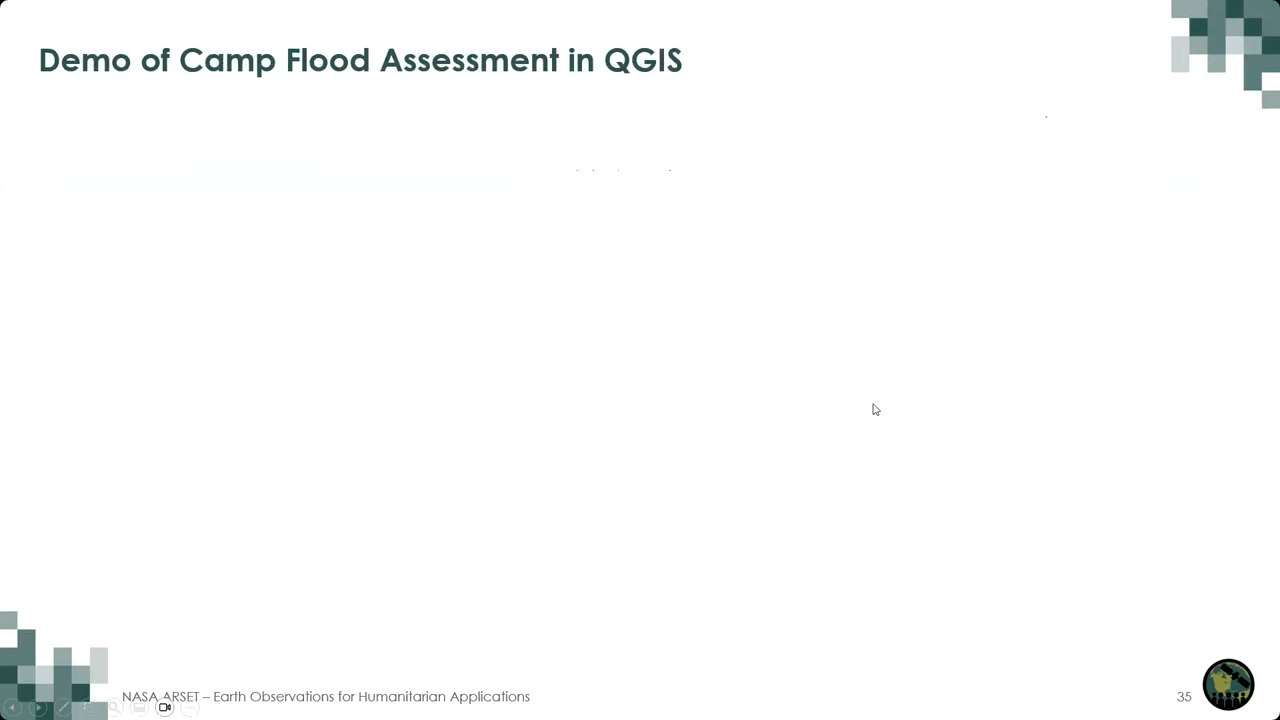 Demo of Camp Flood Assessment in QGIS
NASA ARSET – Earth Observations for Humanitarian Applications
35